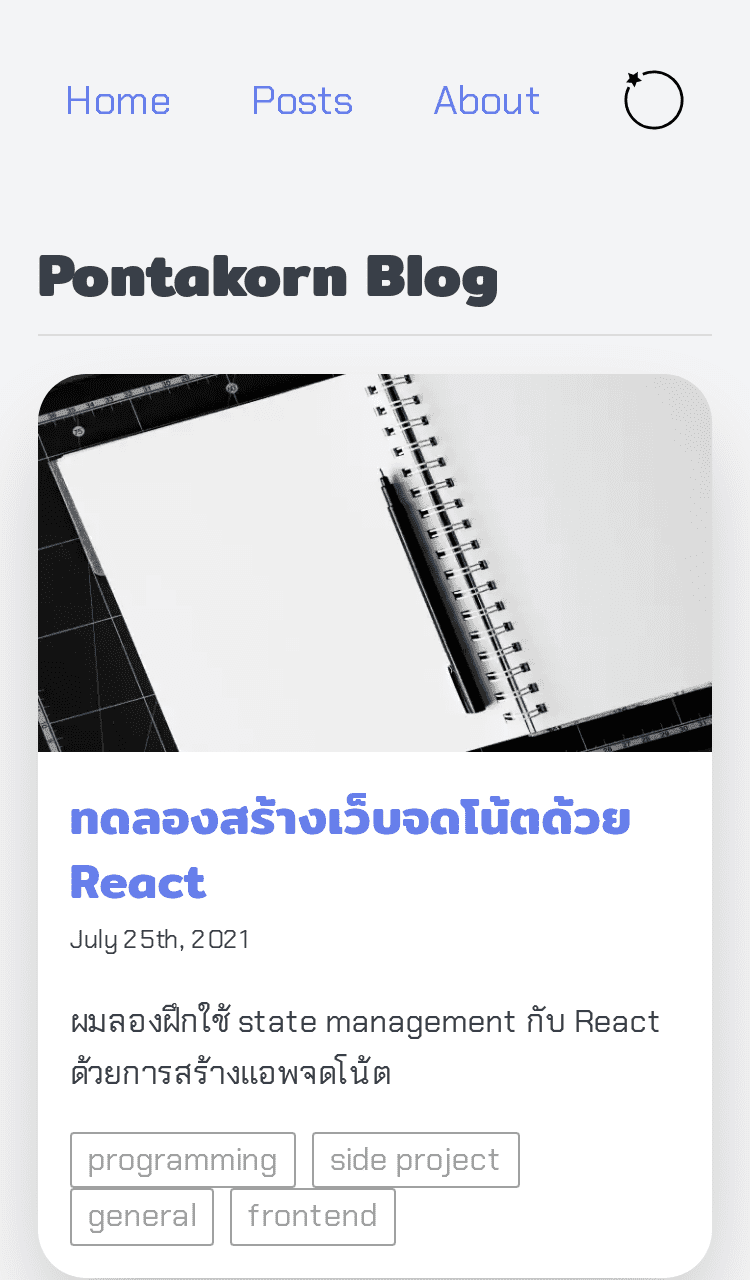 Home Posts About
Pontakorn Blog
ทดลองสร้างเว็บจดโน้ตด้วย
React
July 25th, 2021
ผมลองฝึกใช้ state management กับ React
ด้วยการสร้างแอพจดโน้ต
programming side project
general frontend